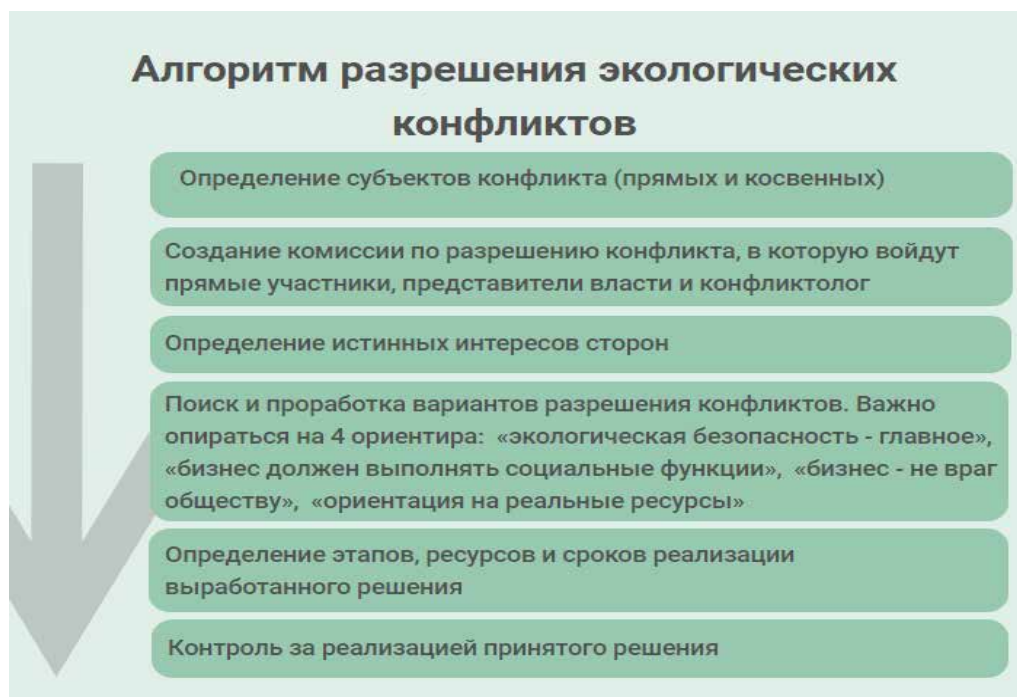 Алгоритм разрешения экологических
конфликтов
Определение субъектов конфликта (прямых и косвенных)
Создание комиссии по разрешению конфликта, в которую войдут
прямые участники, представители власти и конфликтолог
Определение истинных интересов сторон
Поиск и проработка вариантов разрешения конфликтов. Важно
опираться на 4 ориентира: «экологическая безопасность - главное»,
«бизнес должен выполнять социальные функции», «бизнес - не враг
обществу», «ориентация на реальные ресурсы»
Определение этапов, ресурсов и сроков реализации
выработанного решения
Контроль за реализацией принятого решения